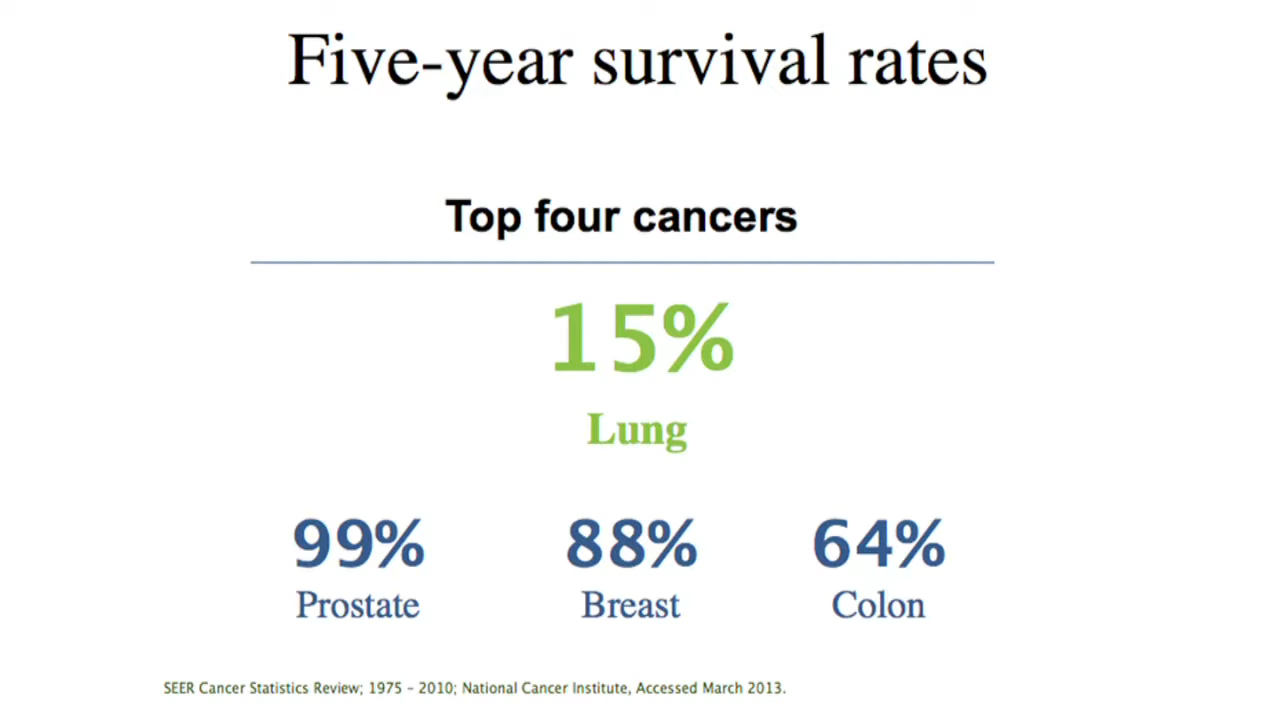 Five-year survival rates
Top four cancers
15%
Lung
99% 88% 64%
Prostate Breast Colon
SEER Cancer Statistics Review; 1975 – 2010; National Cancer Institute, Accessed March 2013.